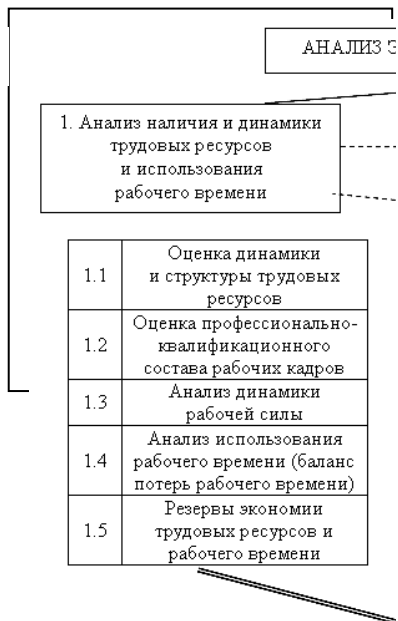 АНАЛИЗ Э
1. Анализ наличия и динамики
трудовых ресурсов
и использования
рабочего времени
1.1
Оценка динамики
и структуры трудовых
ресурсов
1.2
Оценка профессионально-
квалификационного
состава рабочих кадров
1.3
Анализ динамики
рабочей силы
1.4
Анализ использования
рабочего времени (баланс
потерь рабочего времени)
1.5
Резервы экономии
трудовых ресурсов и
рабочего времени